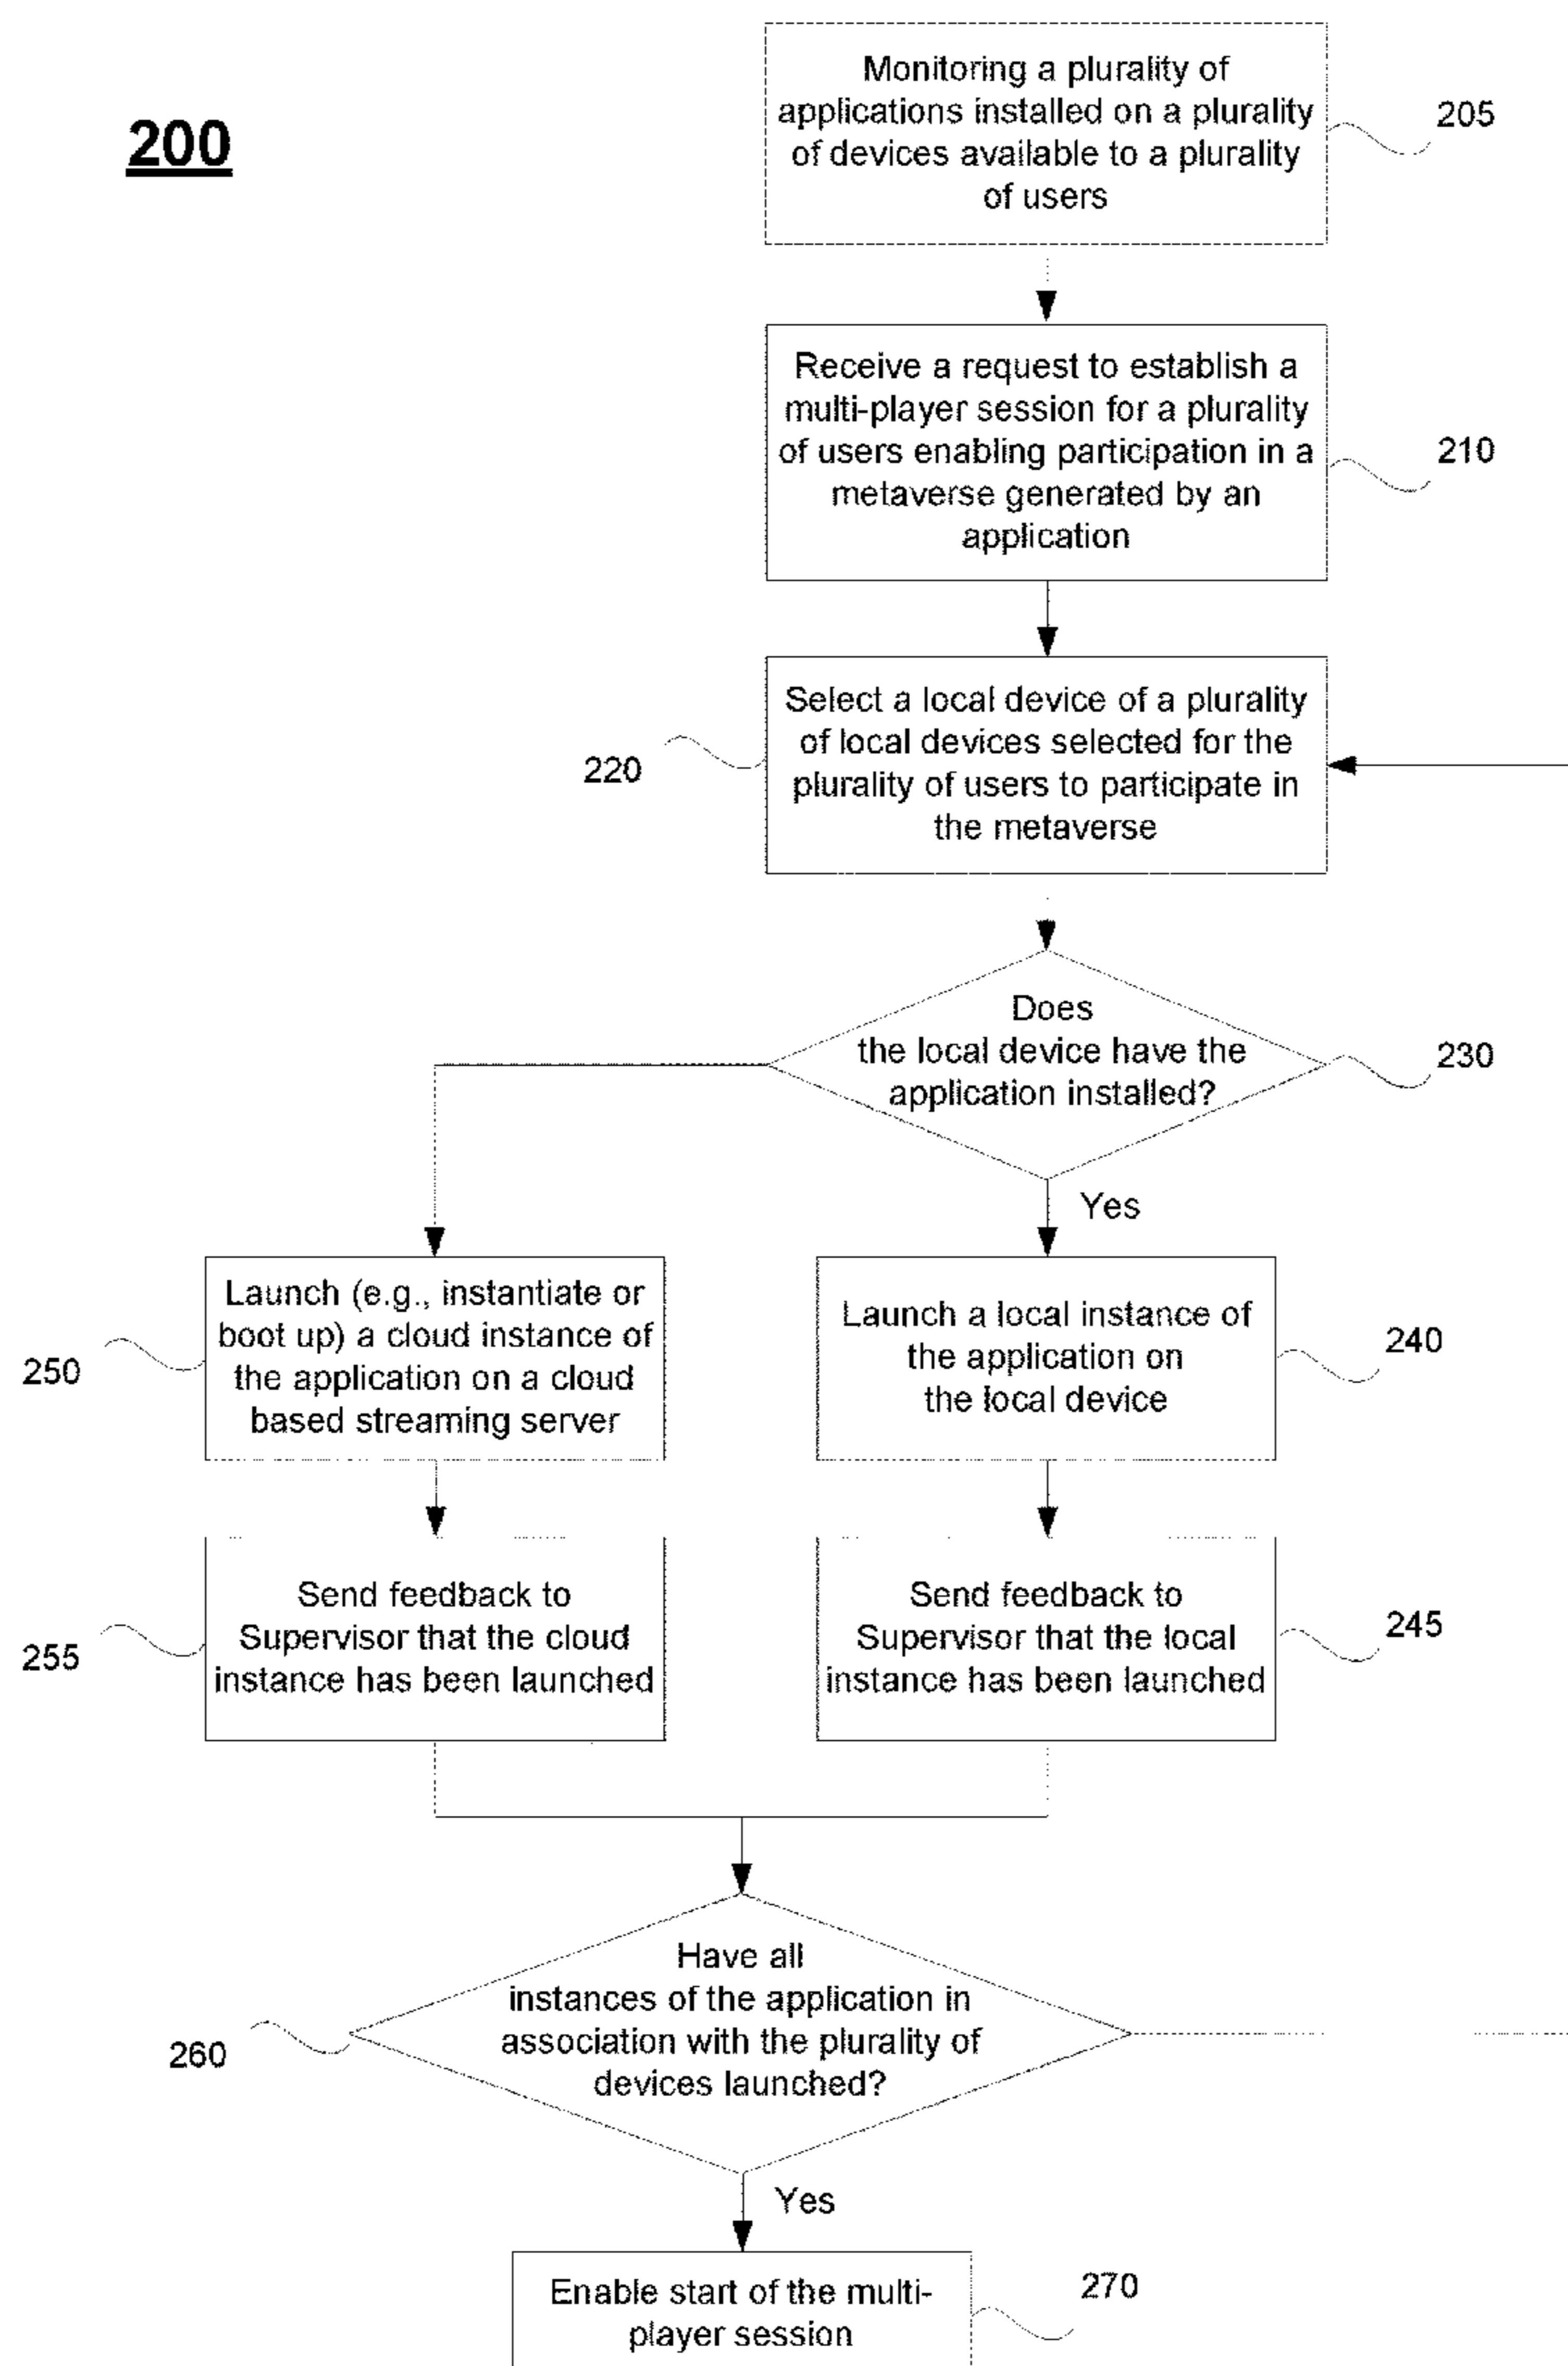 200
Monitoring a plurality of
applications installed on a plurality
of devices available to a plurality
of users
205
Receive a request to establish a
multi-player session for a plurality
of users enabling participation in a
metaverse generated by an
application
210
Select a local device of a plurality
of local devices selected for the
plurality of users to participate in
the metaverse
220
Does
the local device have the
application installed?
230
Yes
Launch (e.g., instantiate or
boot up) a cloud instance of
the application on a cloud
based streaming server
250
Launch a local instance of
the application on
the local device
240
Send feedback to
Supervisor that the cloud
instance has been launched
255
Send feedback to
Supervisor that the local
instance has been launched
245
Have all
instances of the application in
association with the plurality of
devices launched?
260
Yes
Enable start of the multi-
player session
270